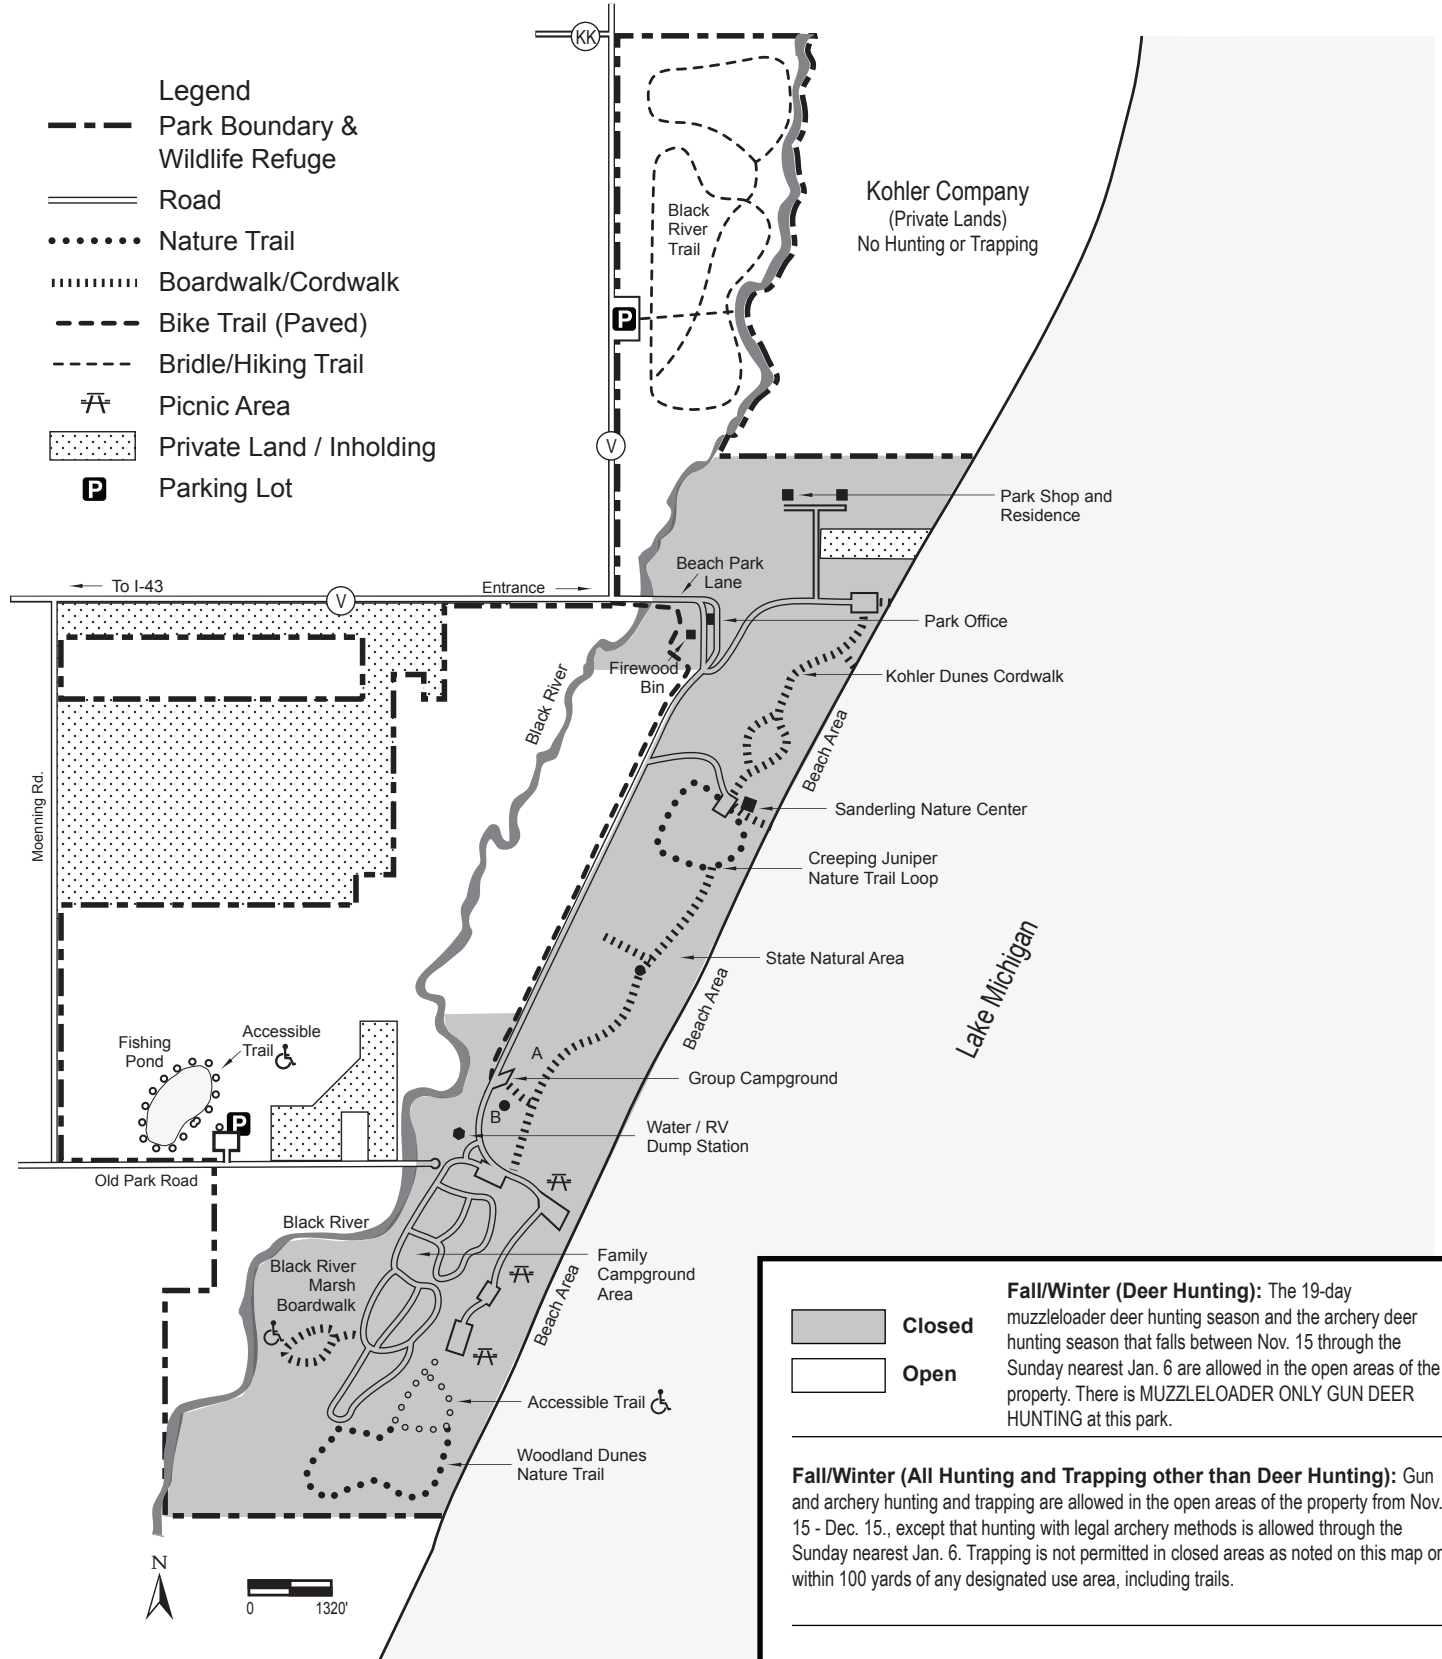 KK
Legend
Park Boundary &
Wildlife Refuge
Road
Nature Trail
Boardwalk/Cordwalk
Bike Trail (Paved)
Bridle/Hiking Trail
Picnic Area
Private Land / Inholding
P
Parking Lot
Black
River
Trail
Kohler Company
(Private Lands)
No Hunting or Trapping
P
V
Park Shop and
Residence
To I-43
Entrance
Beach Park
Lane
V
Park Office
Firewood
Bin
Black River
Kohler Dunes Cordwalk
Beach Area
Moenning Rd.
Sanderling Nature Center
Creeping Juniper
Nature Trail Loop
State Natural Area
Beach Area
Lake Michigan
Fishing
Pond
Accessible
Trail
A
Group Campground
B
P
Water / RV
Dump Station
Old Park Road
Black River
Black River
Marsh
Boardwalk
Family
Campground
Area
Beach Area
Accessible Trail
Woodland Dunes
Nature Trail
N
0 1320'
Closed
Open
Fall/Winter (Deer Hunting): The 19-day
muzzleloader deer hunting season and the archery deer
hunting season that falls between Nov. 15 through the
Sunday nearest Jan. 6 are allowed in the open areas of the
property. There is MUZZLELOADER ONLY GUN DEER
HUNTING at this park.
Fall/Winter (All Hunting and Trapping other than Deer Hunting): Gun
and archery hunting and trapping are allowed in the open areas of the property from Nov.
15 - Dec. 15., except that hunting with legal archery methods is allowed through the
Sunday nearest Jan. 6. Trapping is not permitted in closed areas as noted on this map or
within 100 yards of any designated use area, including trails.